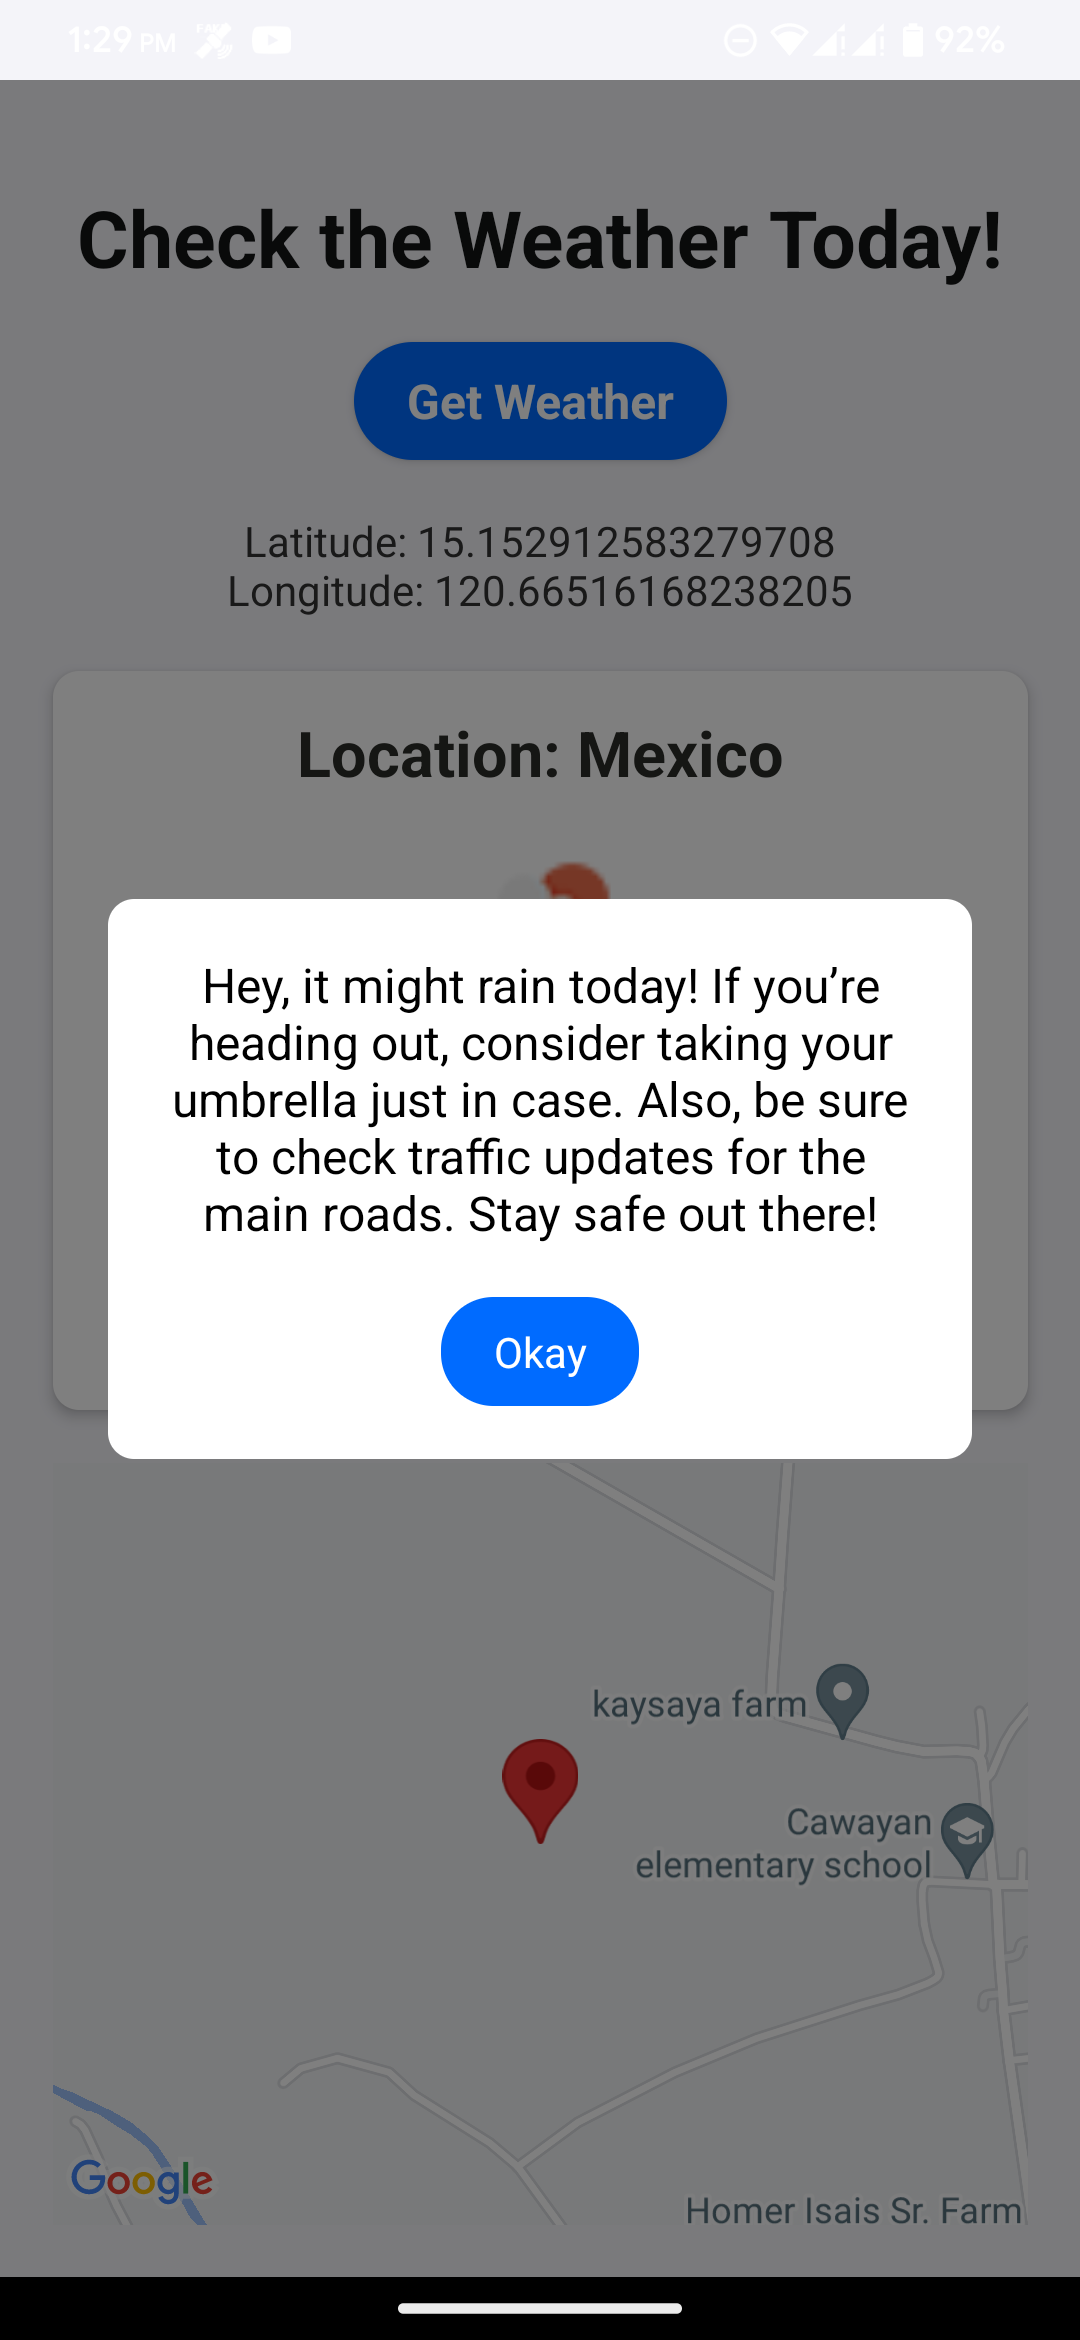 1:29 PM FAKE 92%
Check the Weather Today!
Get Weather
Latitude: 15.152912583279708
Longitude: 120.66516168238205
Location: Mexico
Hey, it might rain today! If you’re
heading out, consider taking your
umbrella just in case. Also, be sure
to check traffic updates for the
main roads. Stay safe out there!
Okay
kaysaya farm
Cawayan
elementary school
Google
Homer Isais Sr. Farm